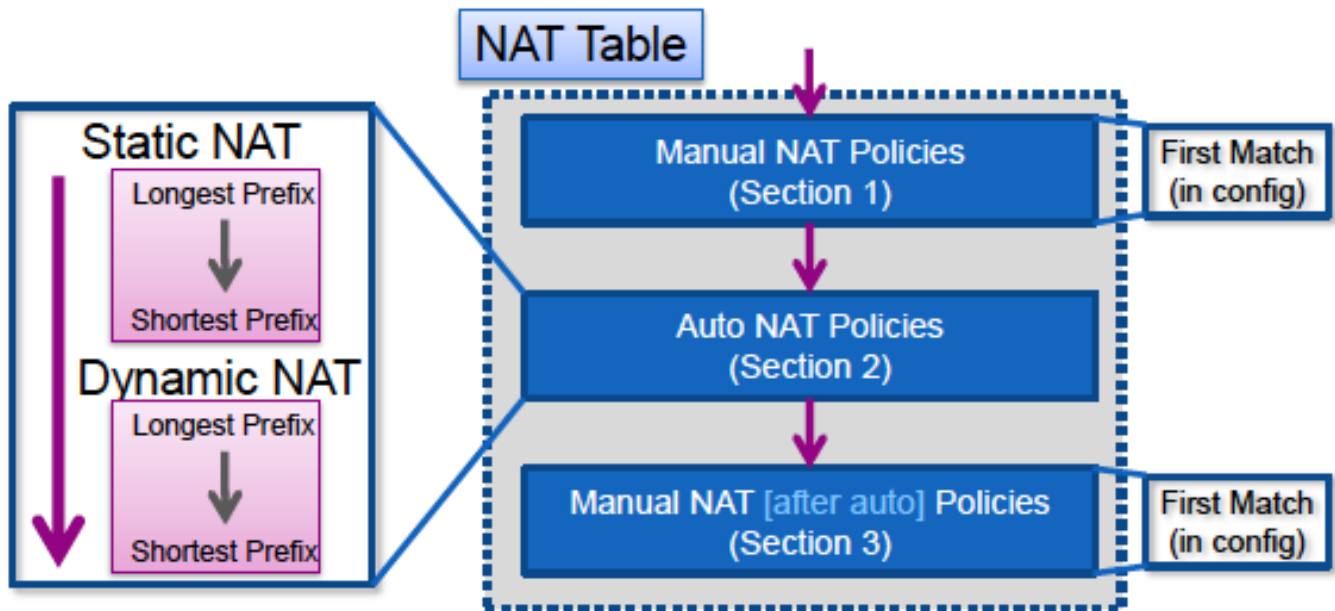 NAT Table
Static NAT
Longest Prefix
Shortest Prefix
Dynamic NAT
Longest Prefix
Shortest Prefix
Manual NAT Policies
(Section 1)
First Match
(in config)
Auto NAT Policies
(Section 2)
Manual NAT [after auto] Policies
(Section 3)
First Match
(in config)